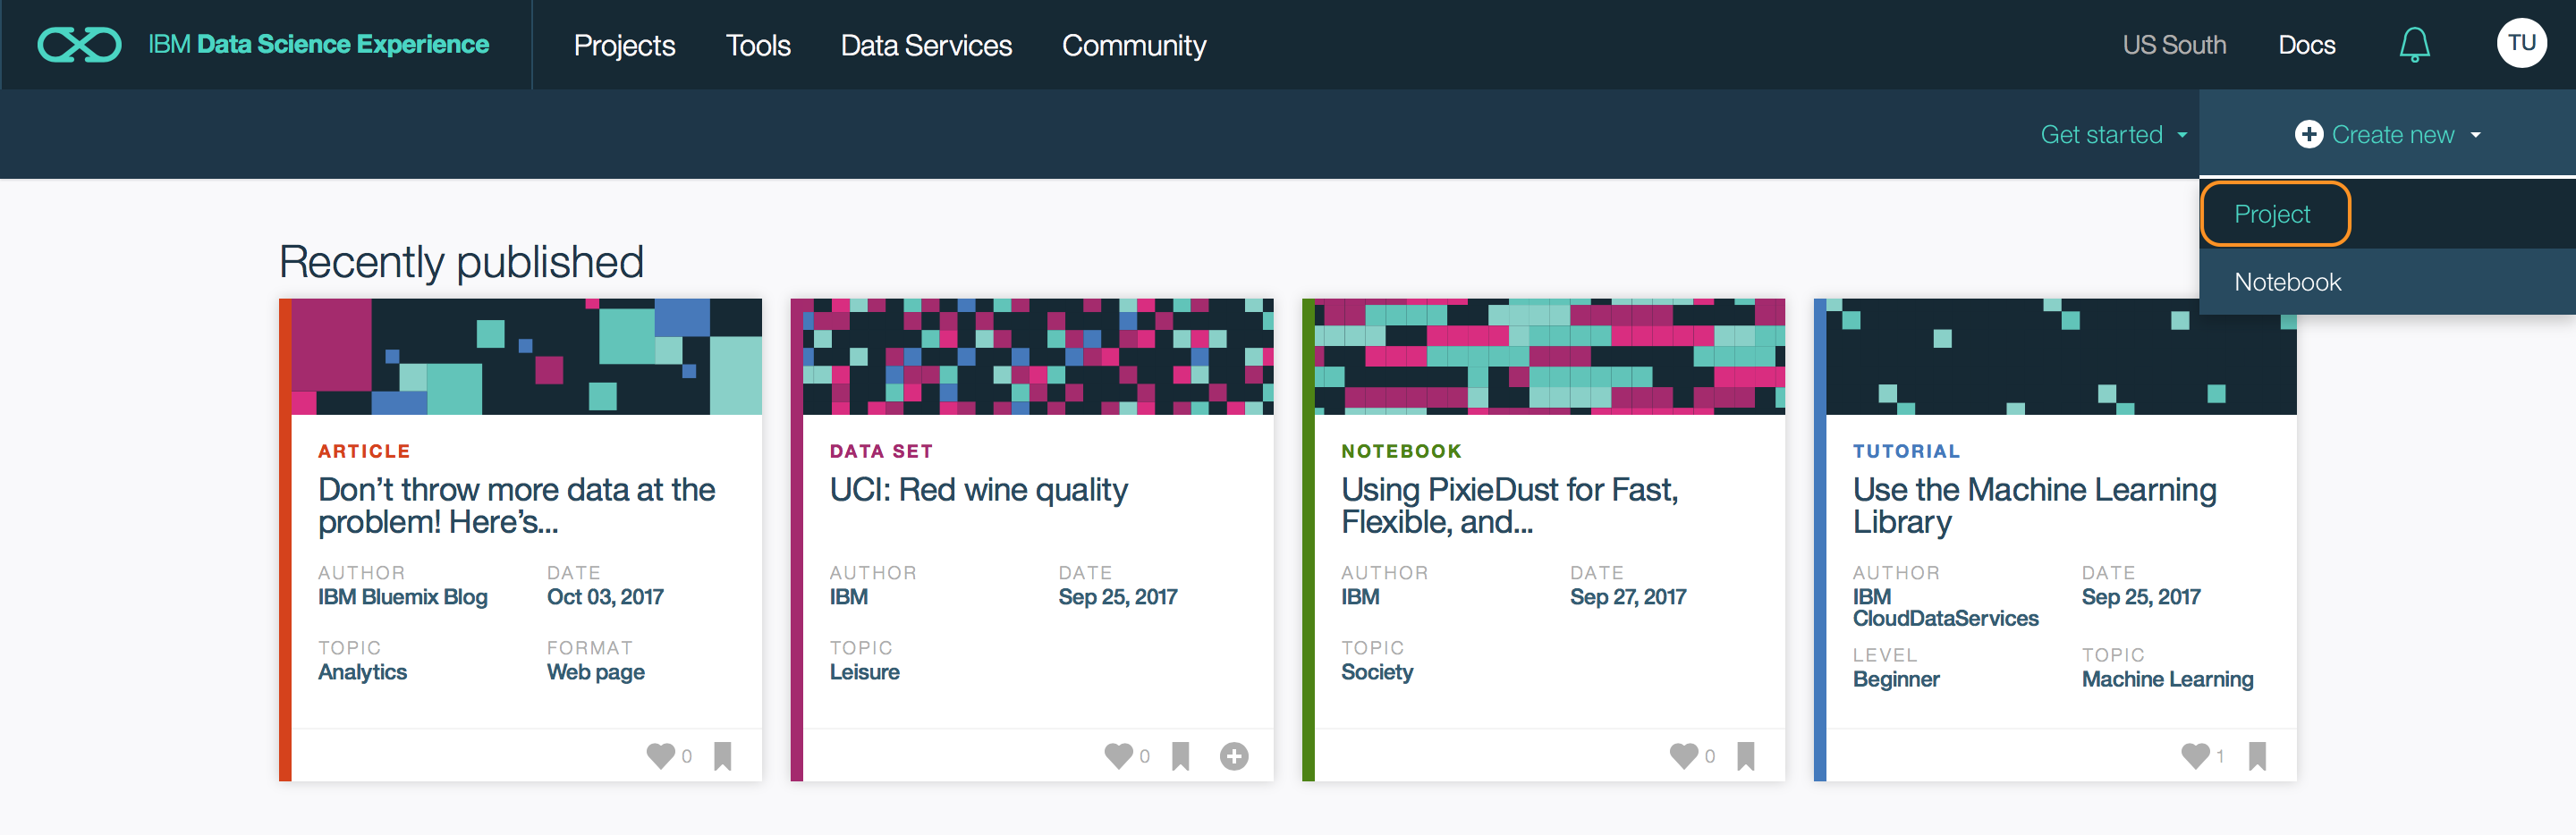 IBM Data Science Experience
Projects
Tools
Data Services
Community
US South
Docs
TU
Get started
Create new
Project
Notebook
Recently published
ARTICLE
Don’t throw more data at the
problem! Here’s...
AUTHOR
IBM Bluemix Blog
DATE
Oct 03, 2017
TOPIC
Analytics
FORMAT
Web page
0
DATA SET
UCI: Red wine quality
AUTHOR
IBM
DATE
Sep 25, 2017
TOPIC
Leisure
0
NOTEBOOK
Using PixieDust for Fast,
Flexible, and...
AUTHOR
IBM
DATE
Sep 27, 2017
TOPIC
Society
0
TUTORIAL
Use the Machine Learning
Library
AUTHOR
IBM
CloudDataServices
DATE
Sep 25, 2017
LEVEL
Beginner
TOPIC
Machine Learning
1